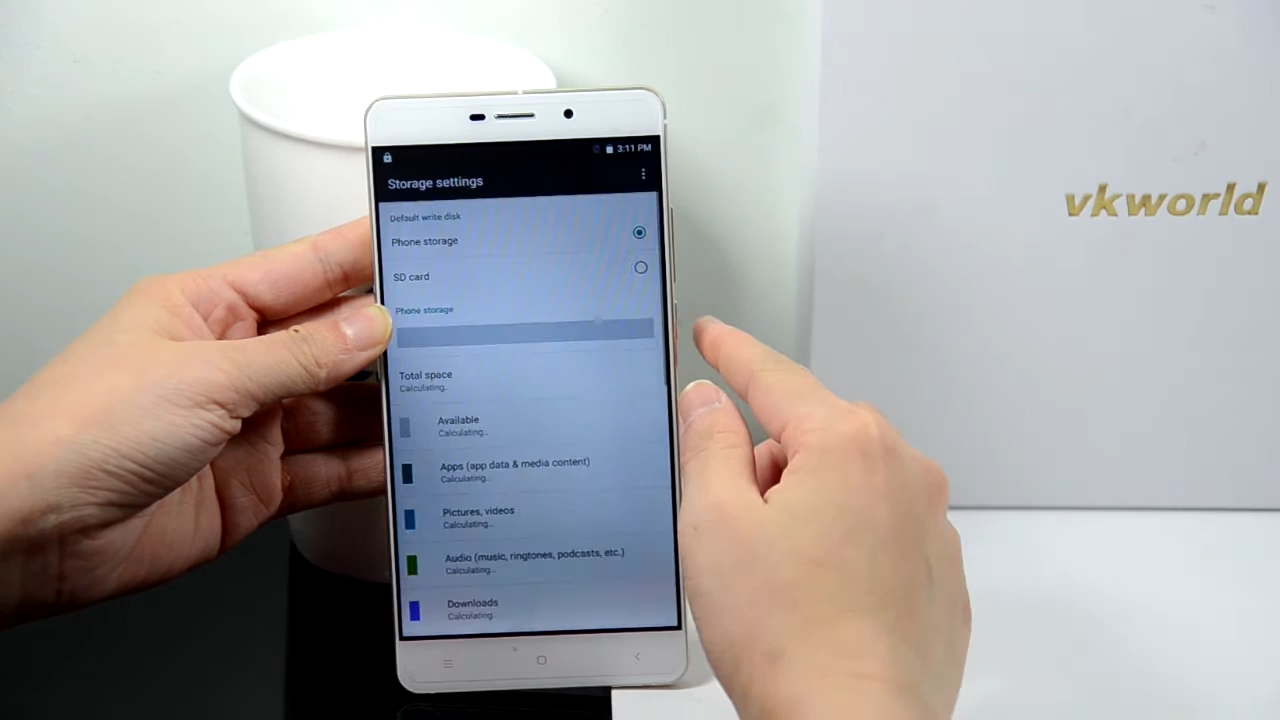 3:11 PM
Storage settings
Default write disk
Phone storage
SD card
Phone storage
Total space
Calculating..
Available
Calculating...
Apps (app data & media content)
Calculating...
Pictures, videos
Calculating...
Audio (music, ringtones, podcasts, etc.)
Calculating...
Downloads
Calculating..
vkworld